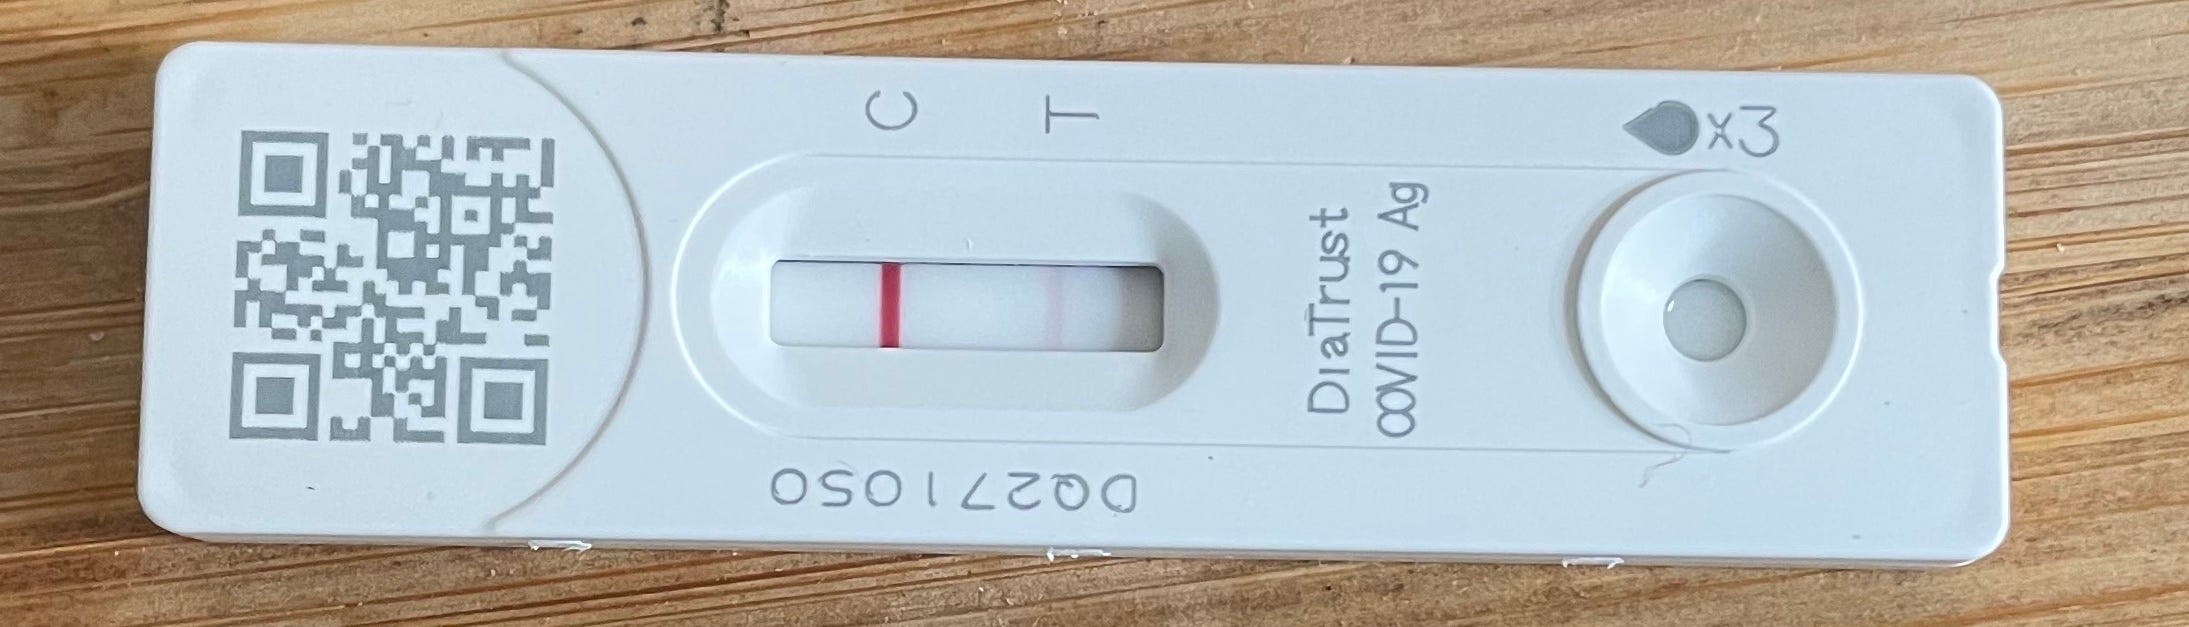 C
T
x3
DiaTrust
COVID-19 Ag
DQ271050